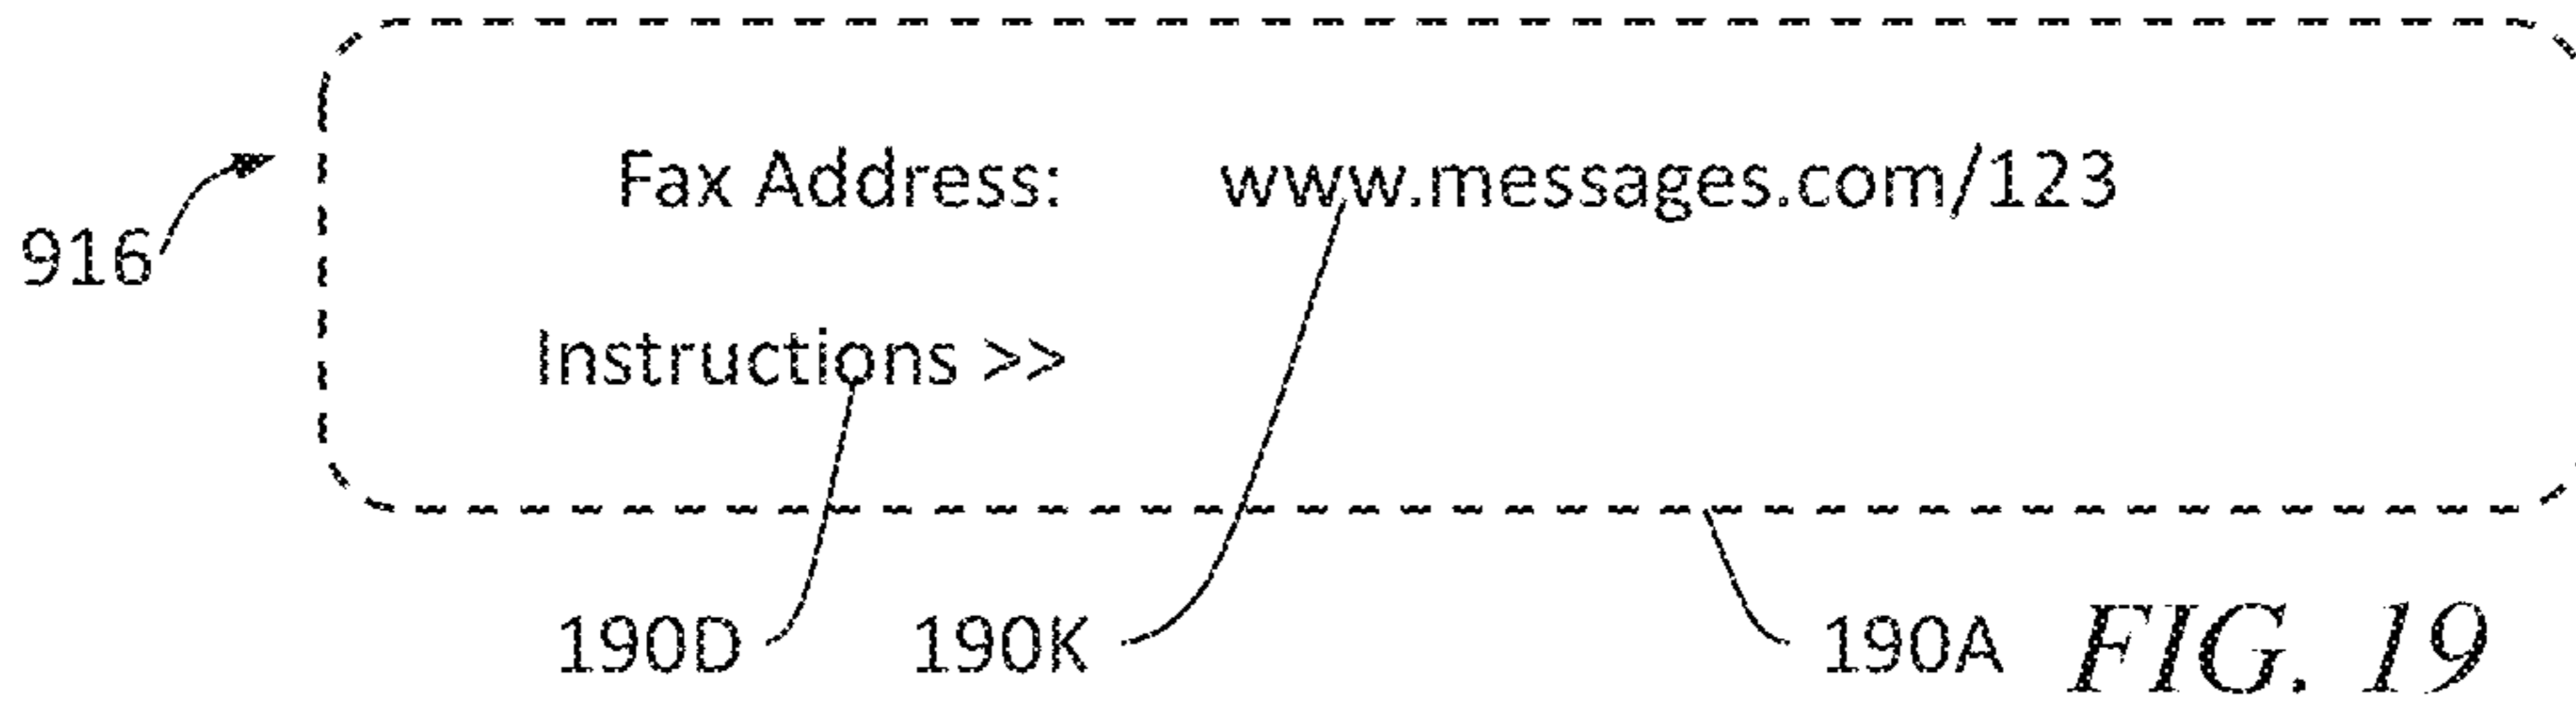 Fax Address: www.messages.com/123
916
Instructions >>
190D 190K 190A FIG. 19